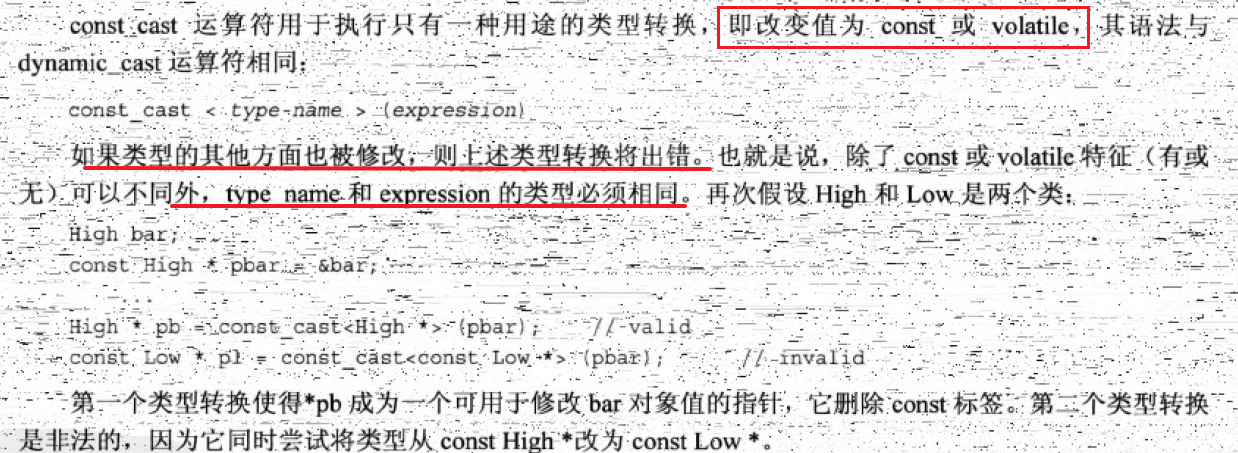 const_cast 运算符用于执行只有一种用途的类型转换，即改变值为 const 或 volatile，其语法与
dynamic_cast 运算符相同：
const_cast < type-name > (expression)
如果类型的其他方面也被修改，则上述类型转换将出错。也就是说，除了 const 或 volatile 特征（有或
无）可以不同外，type_name 和 expression 的类型必须相同。再次假设 High 和 Low 是两个类：
High bar;
const High * pbar = &bar;
...
High * pb = const_cast<High *> (pbar); // valid
const Low * pl = const_cast<const Low *> (pbar); // invalid
第一个类型转换使得*pb 成为一个可用于修改 bar 对象值的指针，它删除 const 标签。第二个类型转换
是非法的，因为它同时尝试将类型从 const High *改为 const Low *。